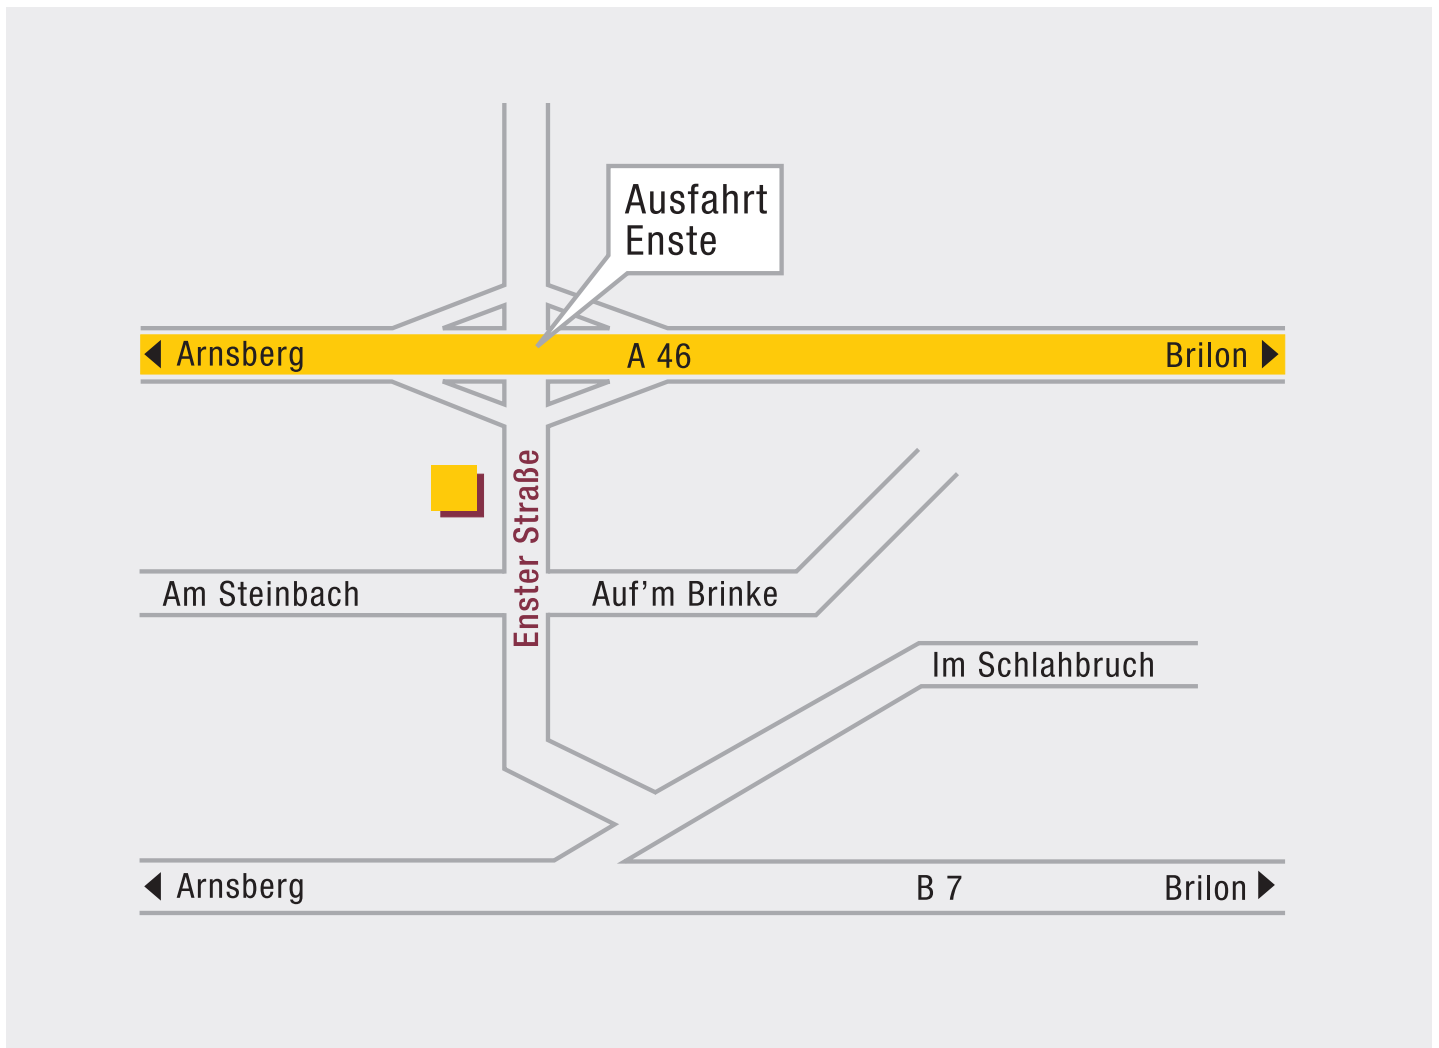 Ausfahrt
Enste
Arnsberg
A 46
Brilon
Enster Straße
Am Steinbach
Auf’m Brinke
Im Schlahbruch
Arnsberg
B 7
Brilon